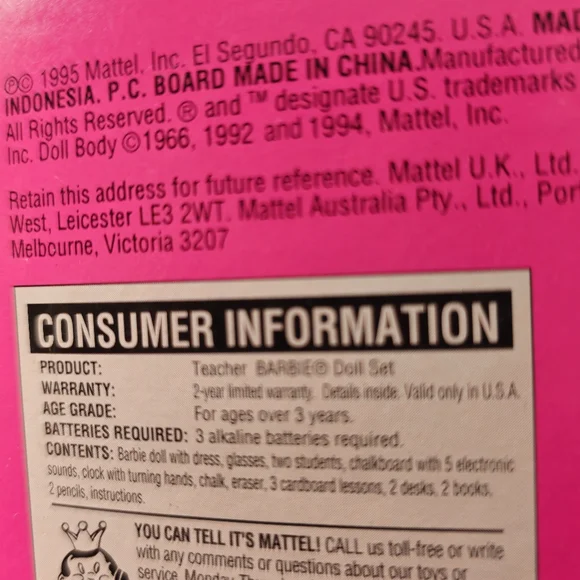 ℗© 1995 Mattel, Inc. El Segundo, CA 90245. U.S.A. MAD
INDONESIA. P.C. BOARD MADE IN CHINA. Manufactured
All Rights Reserved. ® and ™ designate U.S. trademarks
Inc. Doll Body ©1966, 1992 and 1994, Mattel, Inc.
Retain this address for future reference. Mattel U.K., Ltd.
West, Leicester LE3 2WT. Mattel Australia Pty., Ltd., Por
Melbourne, Victoria 3207
CONSUMER INFORMATION
PRODUCT: Teacher BARBIE® Doll Set
WARRANTY: 2-year limited warranty. Details inside. Valid only in U.S.A.
AGE GRADE: For ages over 3 years.
BATTERIES REQUIRED: 3 alkaline batteries required.
CONTENTS: Barbie doll with dress, glasses, two students, chalkboard with 5 electronic
sounds, clock with turning hands, chalk, eraser, 3 cardboard lessons, 2 desks, 2 books,
2 pencils, instructions.
YOU CAN TELL IT'S MATTEL! CALL us toll-free or write
with any comments or questions about our toys or
service, Monday